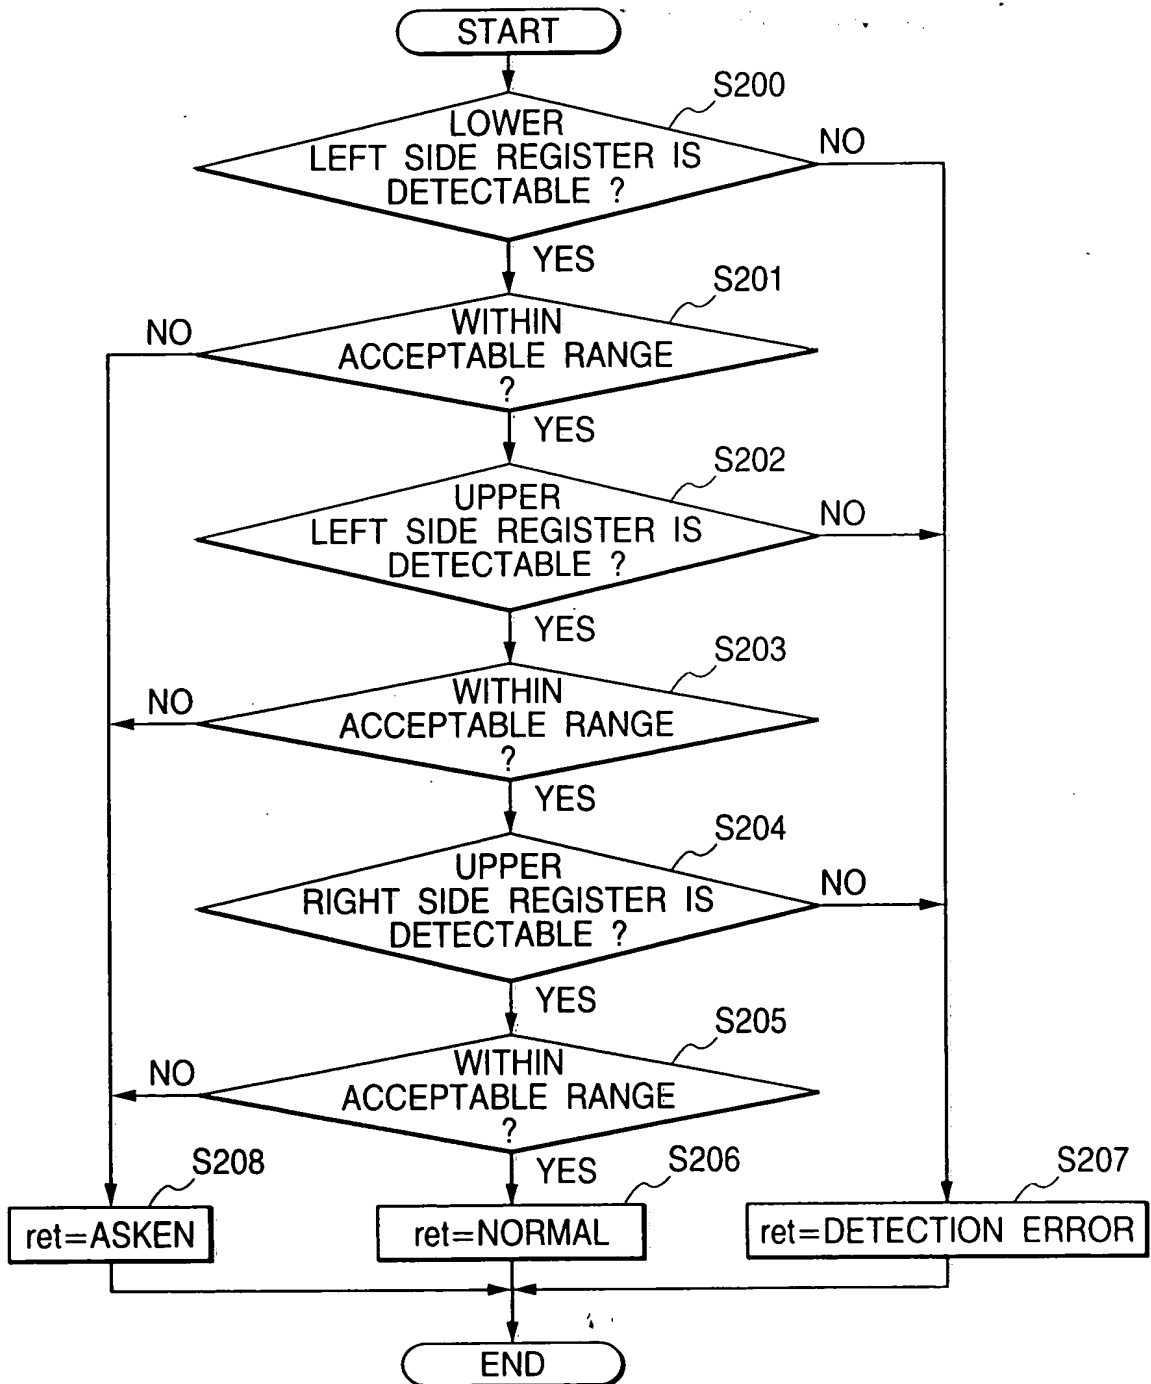 START
S200
LOWER
LEFT SIDE REGISTER IS
DETECTABLE ?
NO
YES
S201
NO
WITHIN
ACCEPTABLE RANGE
?
YES
S202
UPPER
LEFT SIDE REGISTER IS
DETECTABLE ?
NO
YES
S203
NO
WITHIN
ACCEPTABLE RANGE
?
YES
S204
UPPER
RIGHT SIDE REGISTER IS
DETECTABLE ?
NO
YES
S205
NO
WITHIN
ACCEPTABLE RANGE
?
YES
S208
S206
S207
ret=ASKEN
ret=NORMAL
ret=DETECTION ERROR
END